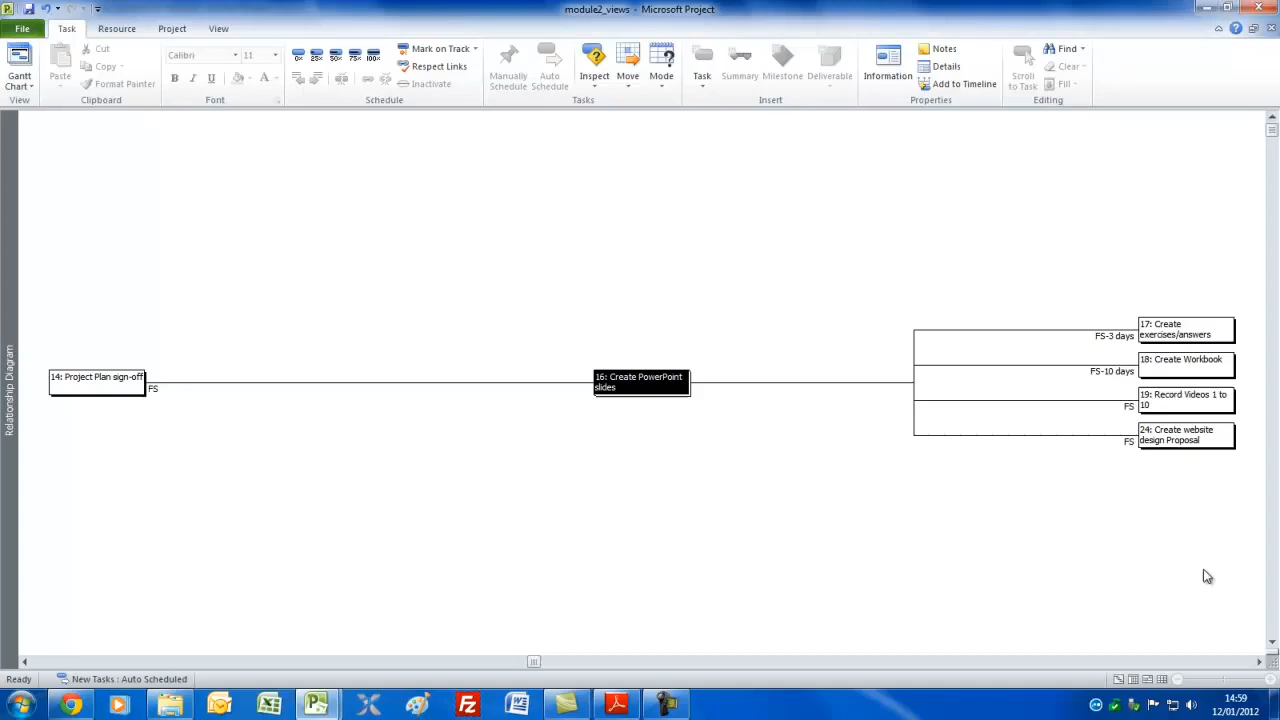 module2_views - Microsoft Project
File Task Resource Project View
Gantt Chart
View
Paste
Cut
Copy
Format Painter
Clipboard
Calibri 11
B I U A
Font
0% 25% 50% 75% 100%
Mark on Track
Respect Links
Inactivate
Schedule
Manually Schedule
Auto Schedule
Inspect
Move
Mode
Tasks
Task
Summary
Milestone
Deliverable
Insert
Information
Notes
Details
Add to Timeline
Properties
Scroll to Task
Find
Clear
Fill
Editing
Relationship Diagram
14: Project Plan sign-off
FS
16: Create PowerPoint
slides
17: Create
exercises/answers
FS-3 days
18: Create Workbook
FS-10 days
19: Record Videos 1 to
10
FS
24: Create website
design Proposal
FS
Ready New Tasks : Auto Scheduled
14:59
12/01/2012